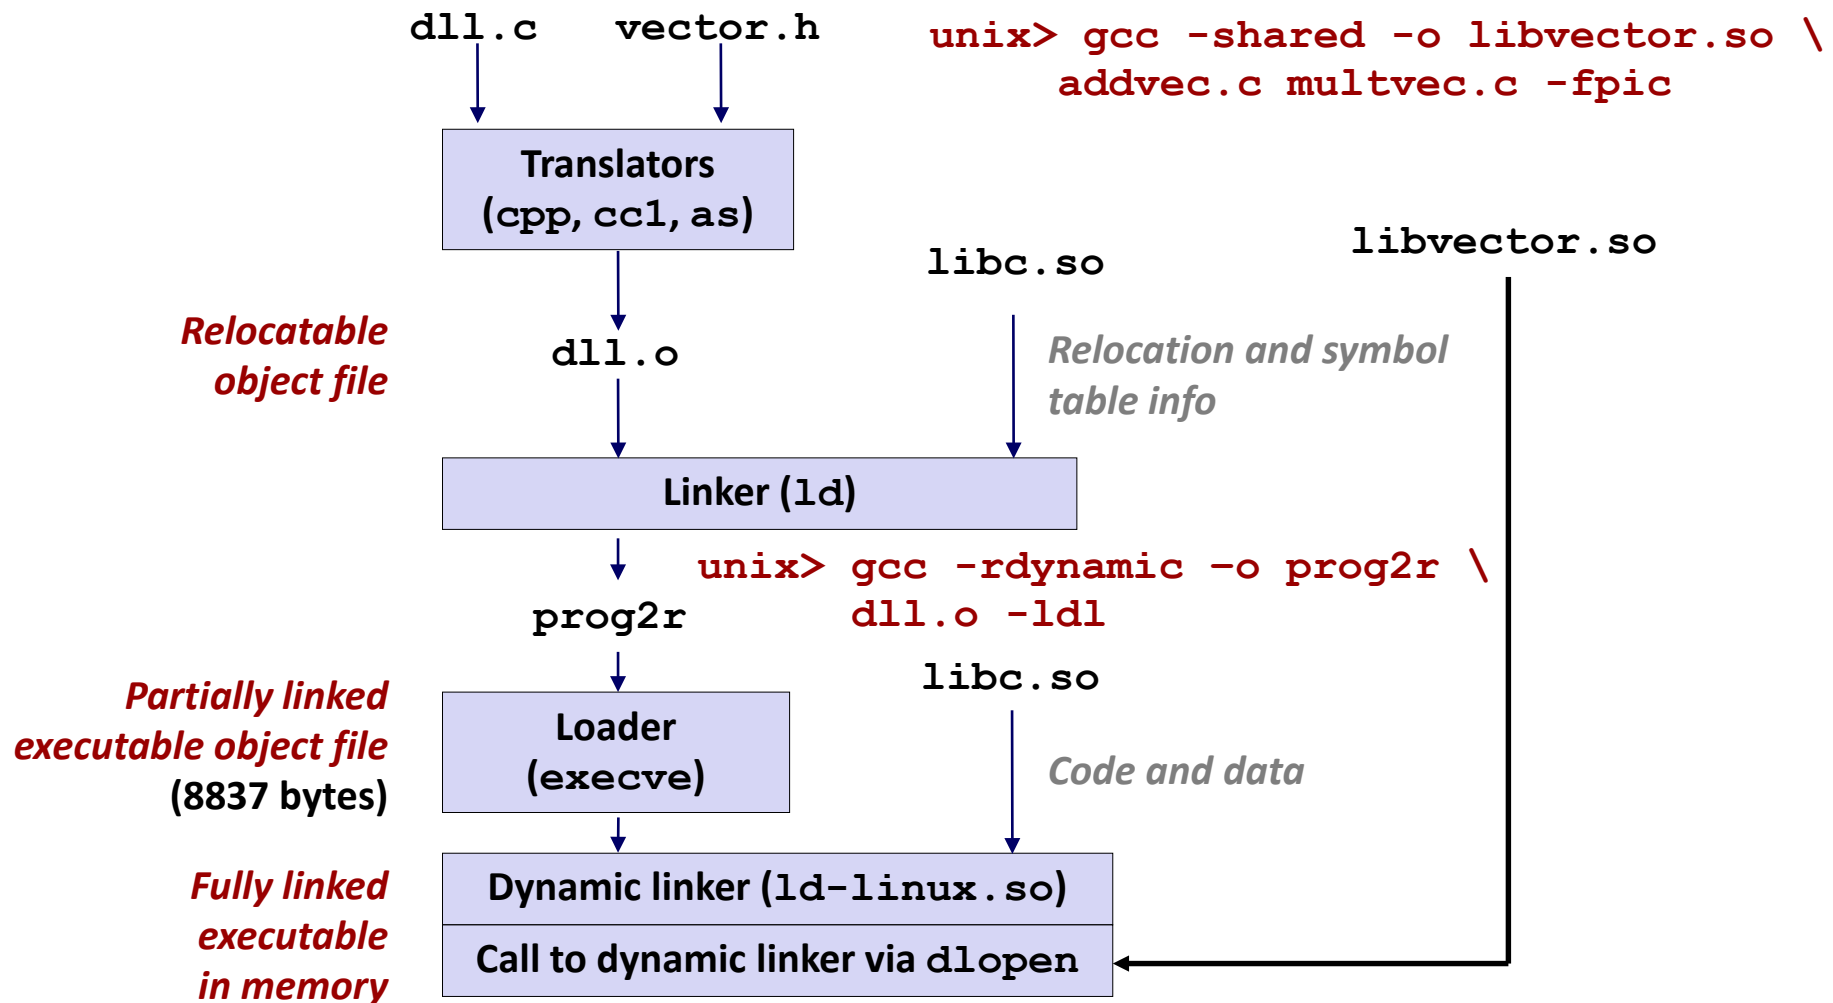 dll.c vector.h
unix> gcc -shared -o libvector.so \
addvec.c multvec.c -fpic
Translators
(cpp, cc1, as)
libc.so
libvector.so
Relocatable
object file
dll.o
Relocation and symbol
table info
Linker (ld)
unix> gcc -rdynamic –o prog2r \
dll.o -ldl
prog2r
libc.so
Partially linked
executable object file
(8837 bytes)
Loader
(execve)
Code and data
Fully linked
executable
in memory
Dynamic linker (ld-linux.so)
Call to dynamic linker via dlopen